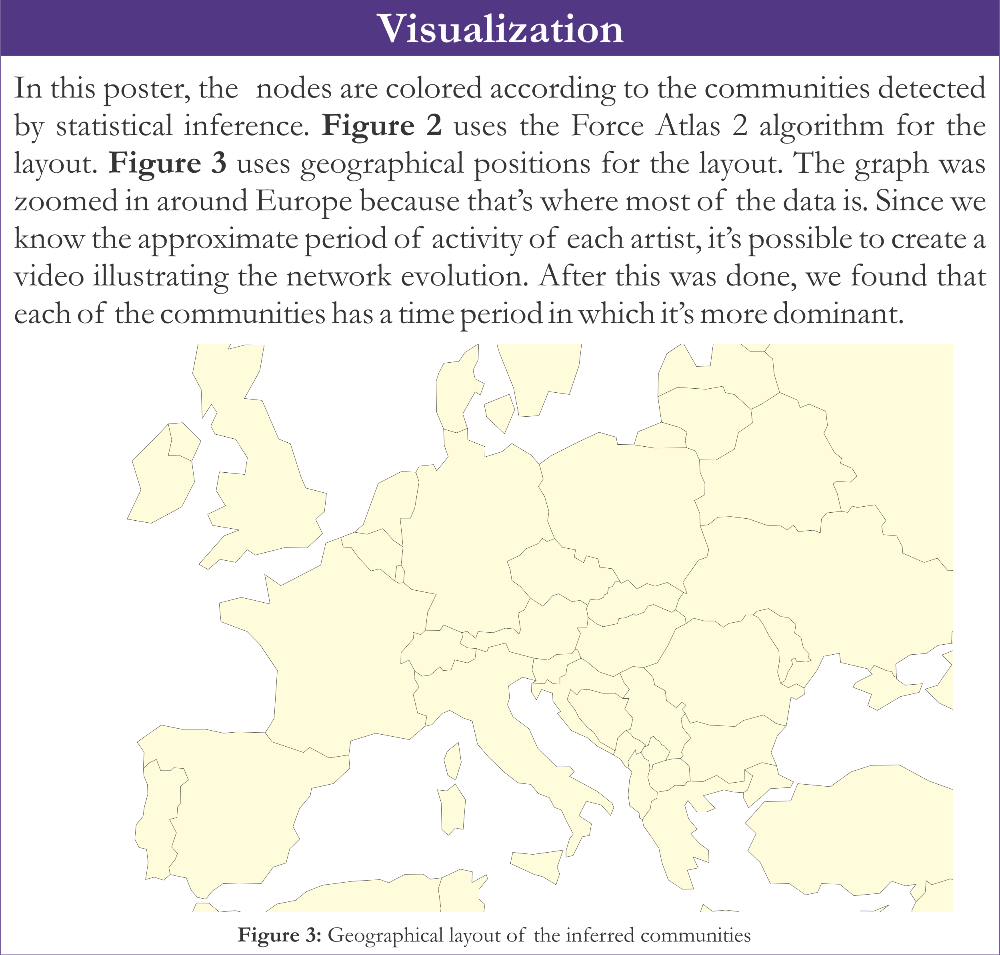 Visualization
In this poster, the nodes are colored according to the communities detected
by statistical inference. Figure 2 uses the Force Atlas 2 algorithm for the
layout. Figure 3 uses geographical positions for the layout. The graph was
zoomed in around Europe because that's where most of the data is. Since we
know the approximate period of activity of each artist, it's possible to create a
video illustrating the network evolution. After this was done, we found that
each of the communities has a time period in which it's more dominant.
Figure 3: Geographical layout of the inferred communities